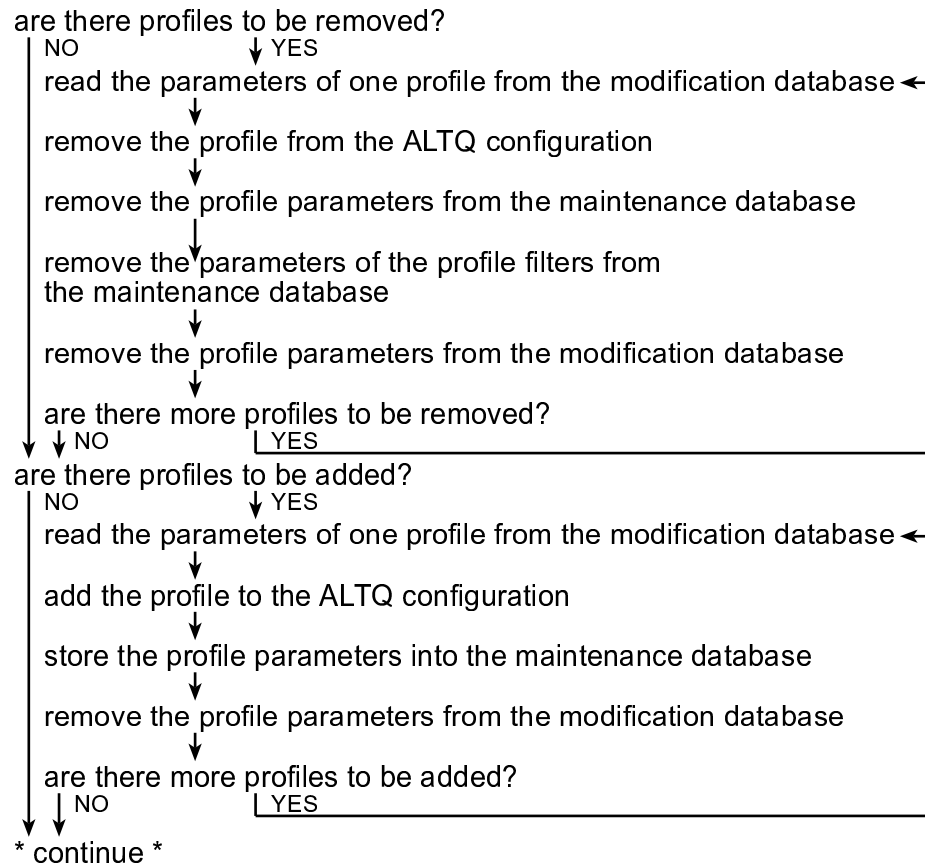 are there profiles to be removed?
NO YES
read the parameters of one profile from the modification database
remove the profile from the ALTQ configuration
remove the profile parameters from the maintenance database
remove the parameters of the profile filters from
the maintenance database
remove the profile parameters from the modification database
are there more profiles to be removed?
NO YES
are there profiles to be added?
NO YES
read the parameters of one profile from the modification database
add the profile to the ALTQ configuration
store the profile parameters into the maintenance database
remove the profile parameters from the modification database
are there more profiles to be added?
NO YES
* continue *